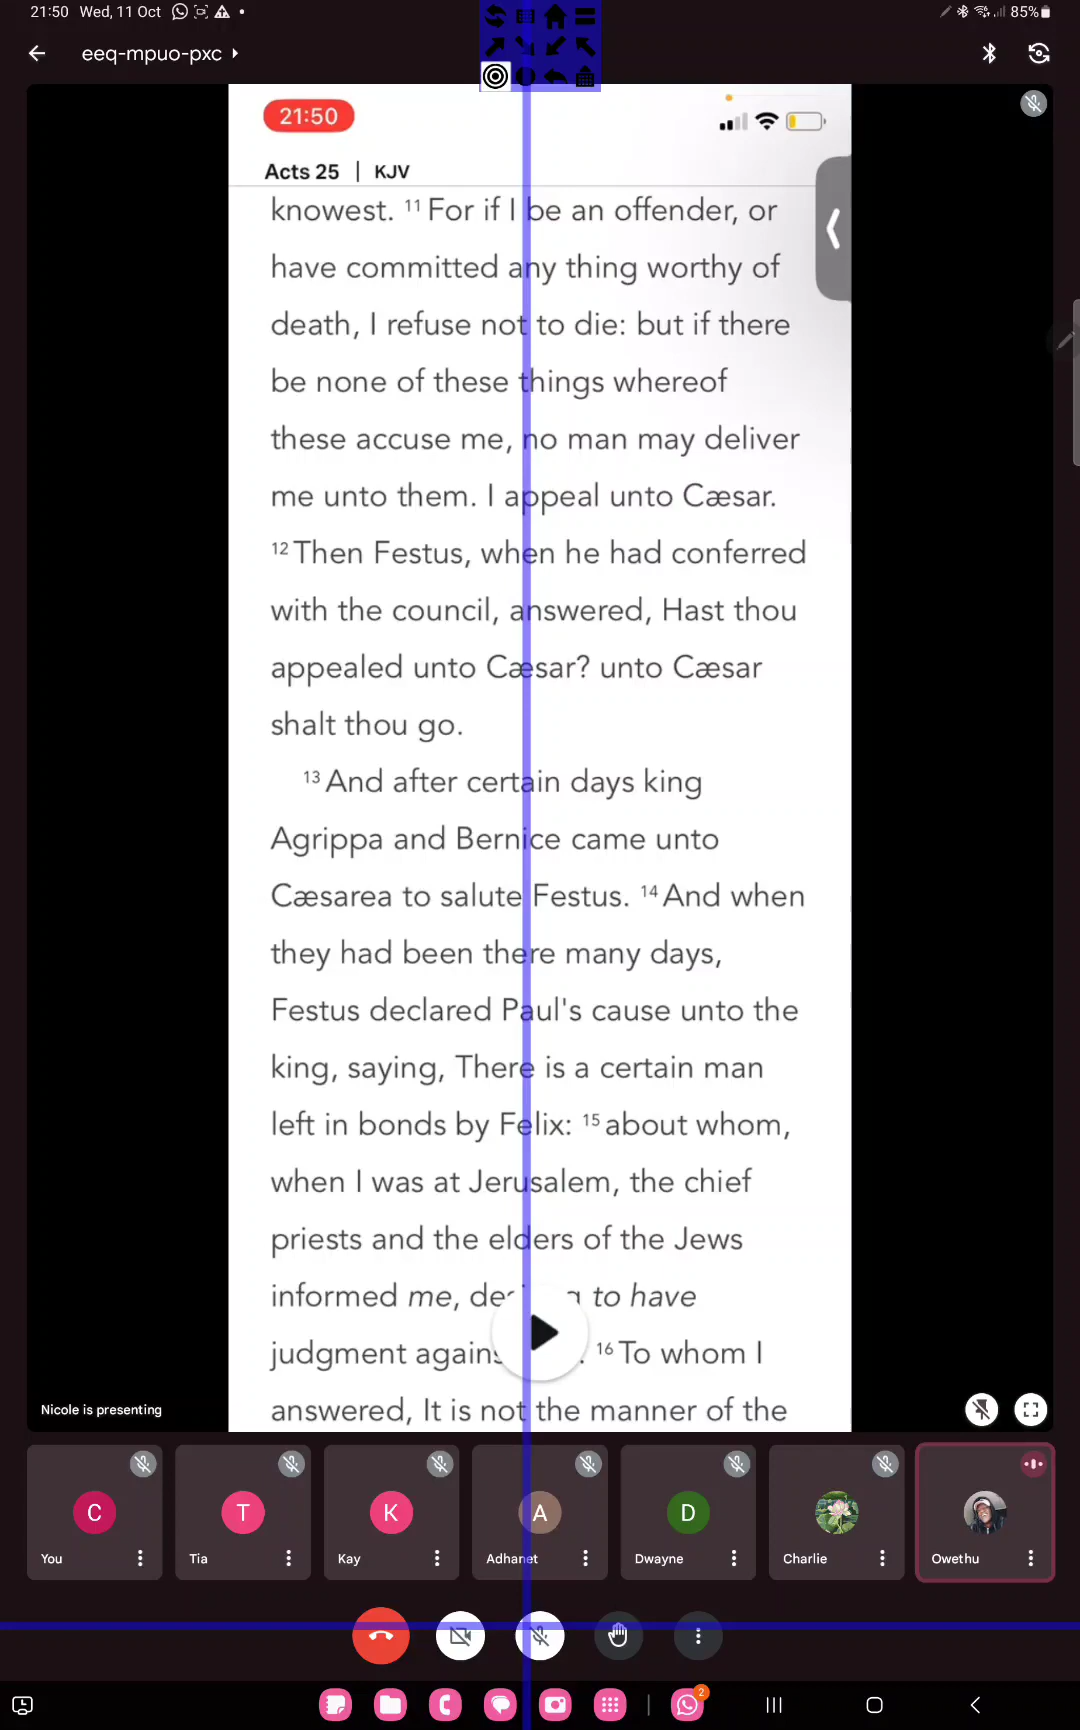 21:50 Wed, 11 Oct
85%
eeq-mpuo-pxc
21:50
Acts 25 | KJV
knowest. 11 For if I be an offender, or
have committed any thing worthy of
death, I refuse not to die: but if there
be none of these things whereof
these accuse me, no man may deliver
me unto them. I appeal unto Cæsar.
12 Then Festus, when he had conferred
with the council, answered, Hast thou
appealed unto Cæsar? unto Cæsar
shalt thou go.
13 And after certain days king
Agrippa and Bernice came unto
Cæsarea to salute Festus. 14 And when
they had been there many days,
Festus declared Paul's cause unto the
king, saying, There is a certain man
left in bonds by Felix: 15 about whom,
when I was at Jerusalem, the chief
priests and the elders of the Jews
informed me, to have
judgment 16 To whom I
answered, It is not the manner of the
Nicole is presenting
C T K A D
You Tia Kay Adhanet Dwayne Charlie Owethu
2